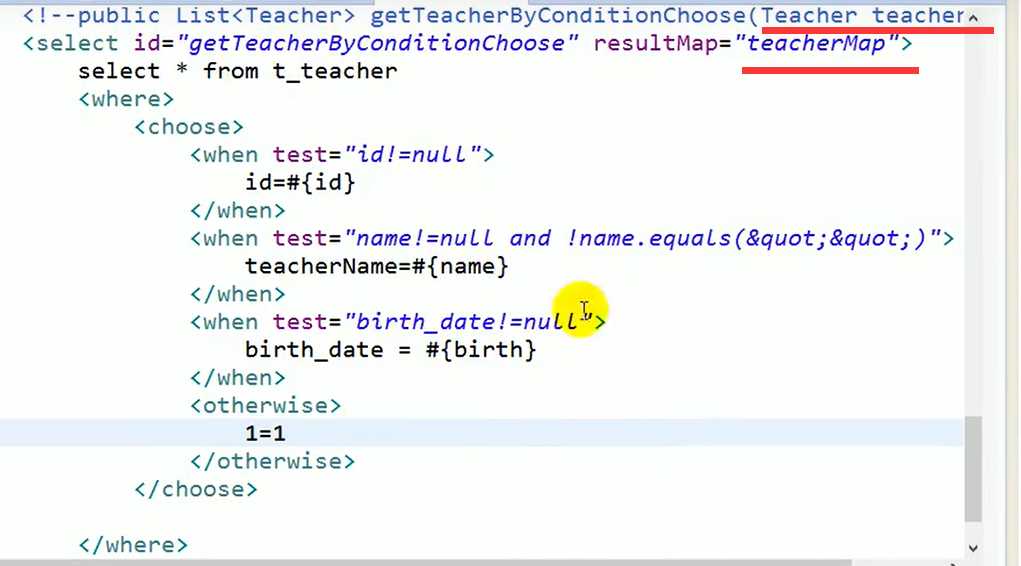 <!--public List<Teacher> getTeacherByConditionChoose(Teacher teacher
<select id="getTeacherByConditionChoose" resultMap="teacherMap">
select * from t_teacher
<where>
<choose>
<when test="id!=null">
id=#{id}
</when>
<when test="name!=null and !name.equals(&quot;&quot;)">
teacherName=#{name}
</when>
<when test="birth_date!=null">
birth_date = #{birth}
</when>
<otherwise>
1=1
</otherwise>
</choose>
</where>